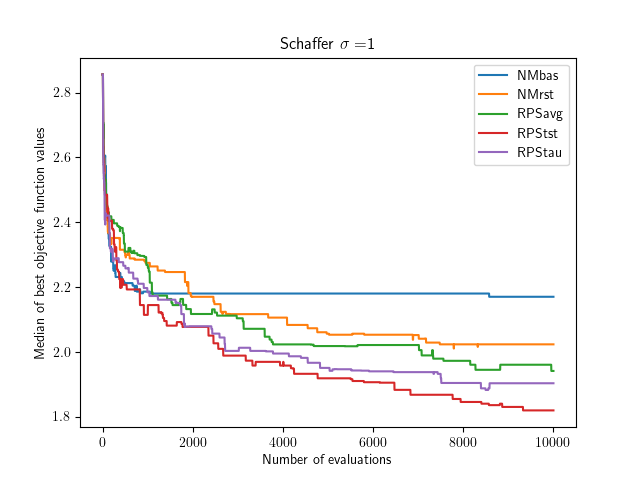 Schaffer σ =1
Median of best objective function values
2.8
2.6
2.4
2.2
2.0
1.8
NMbas
NMrst
RPSavg
RPStst
RPStau
0 2000 4000 6000 8000 10000
Number of evaluations